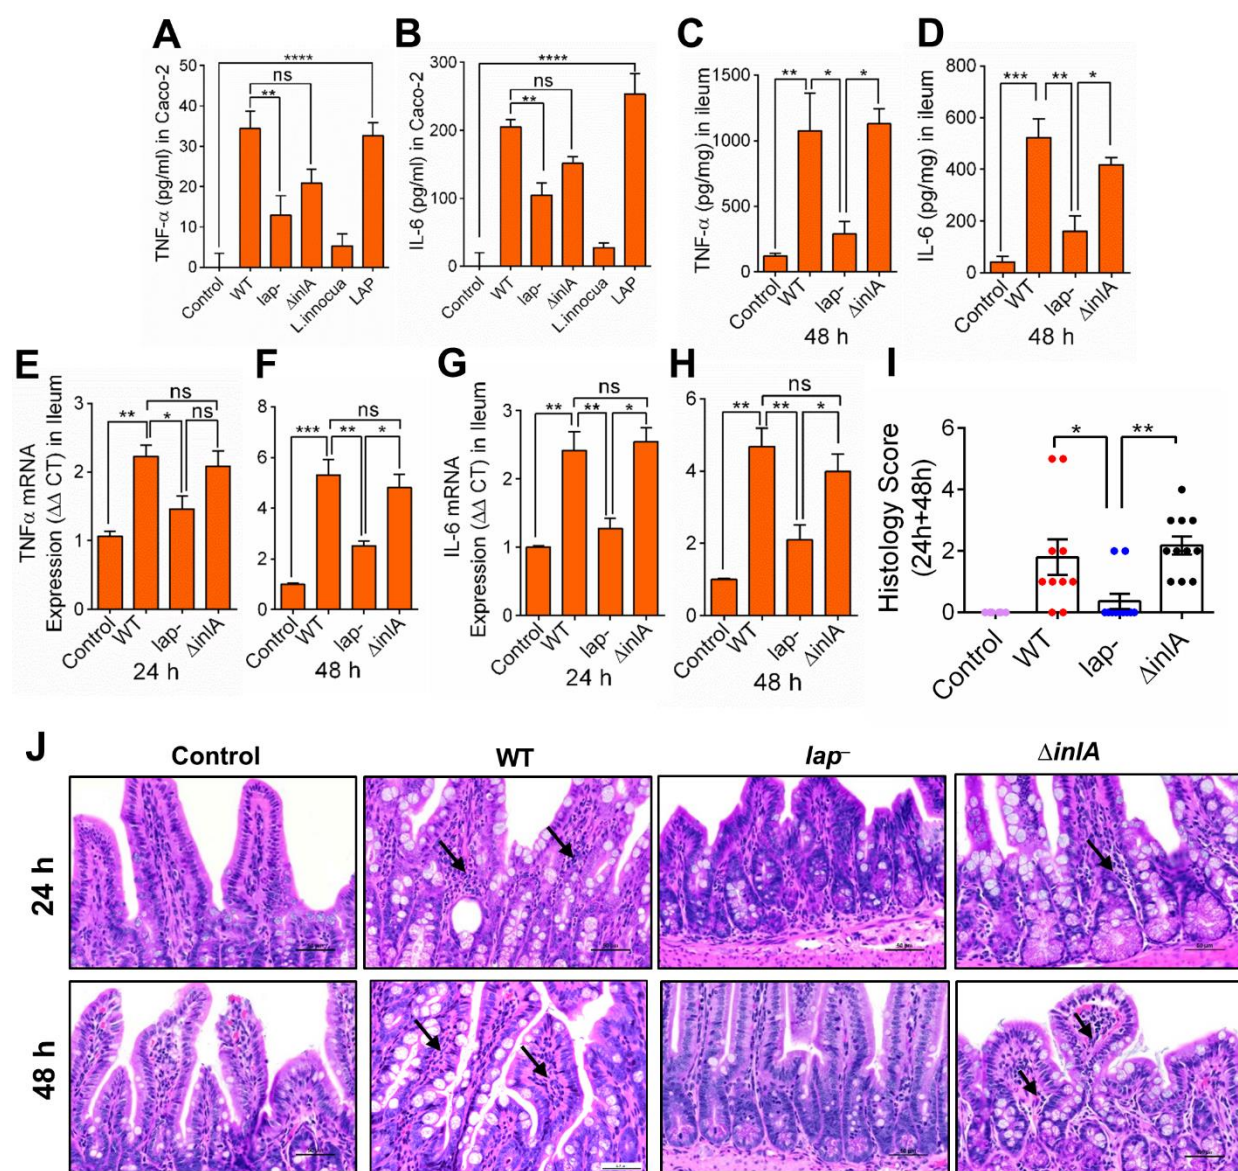 A
TNF-α (pg/ml) in Caco-2
50
40
30
20
10
0
****
ns
**
Control
WT
lap-
ΔinlA
L.innocua
LAP
B
IL-6 (pg/ml) in Caco-2
300
200
100
0
****
ns
**
Control
WT
lap-
ΔinlA
L.innocua
LAP
C
TNF-α (pg/mg) in ileum
1500
1000
500
0
**
*
*
Control
WT
lap-
ΔinlA
48 h
D
IL-6 (pg/mg) in ileum
800
600
400
200
0
***
**
*
Control
WT
lap-
ΔinlA
48 h
E
TNFα mRNA
Expression (ΔΔ CT) in Ileum
3
2
1
0
ns
**
*
ns
Control
WT
lap-
ΔinlA
24 h
F
8
6
4
2
0
ns
***
**
*
Control
WT
lap-
ΔinlA
48 h
G
IL-6 mRNA
Expression (ΔΔ CT) in Ileum
3
2
1
0
ns
**
**
*
Control
WT
lap-
ΔinlA
24 h
H
6
4
2
0
ns
**
**
*
Control
WT
lap-
ΔinlA
48 h
I
Histology Score
(24h+48h)
6
4
2
0
*
**
Control
WT
lap-
ΔinlA
J
Control
WT
lap–
ΔinlA
24 h
48 h
50 μm
50 μm